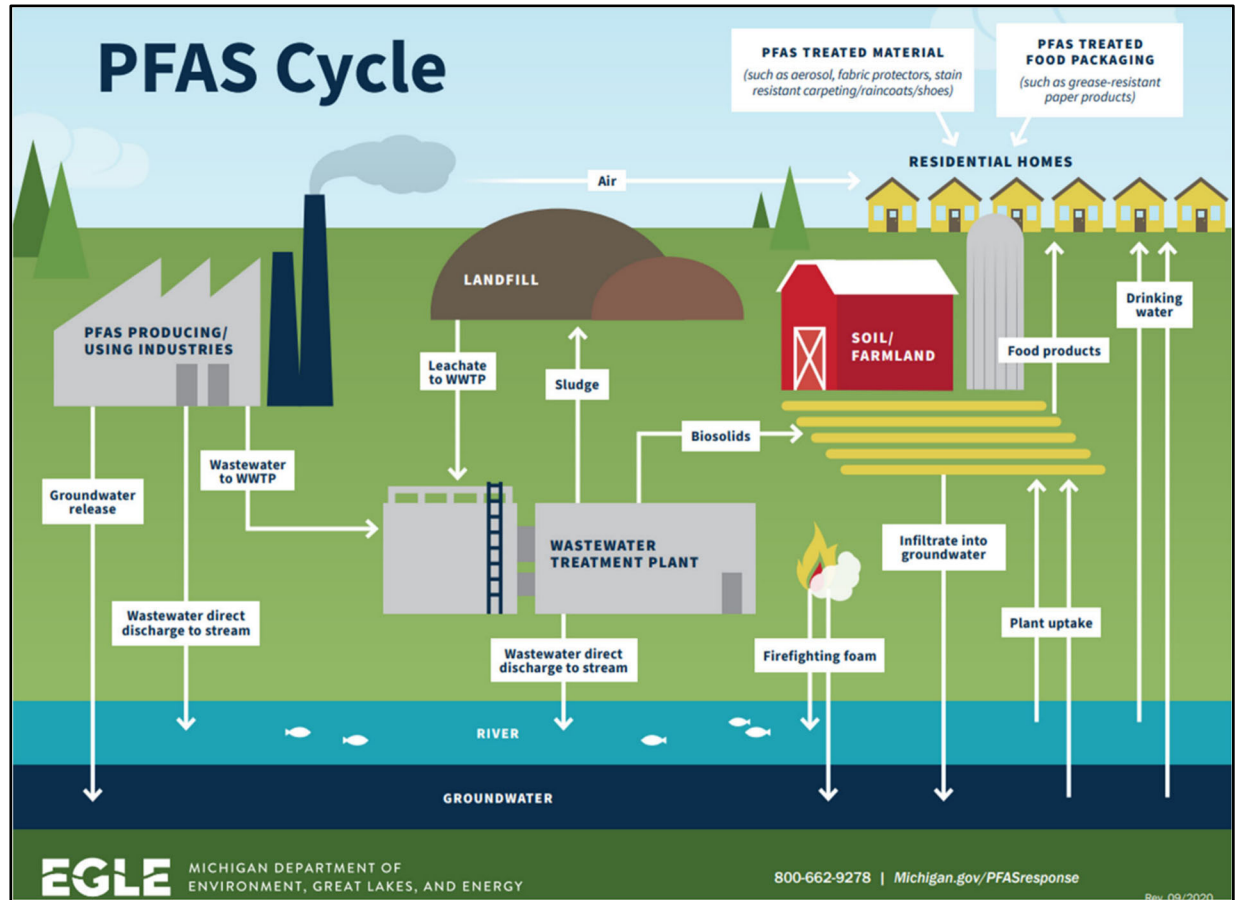 PFAS Cycle
PFAS TREATED MATERIAL
(such as aerosol, fabric protectors, stain
resistant carpeting/raincoats/shoes)
PFAS TREATED
FOOD PACKAGING
(such as grease-resistant
paper products)
RESIDENTIAL HOMES
Air
LANDFILL
PFAS PRODUCING/
USING INDUSTRIES
SOIL/
FARMLAND
Drinking
water
Food products
Leachate
to WWTP
Sludge
Biosolids
Wastewater
to WWTP
Groundwater
release
WASTEWATER
TREATMENT PLANT
Infiltrate into
groundwater
Wastewater direct
discharge to stream
Wastewater direct
discharge to stream
Firefighting foam
Plant uptake
RIVER
GROUNDWATER
EGLE
MICHIGAN DEPARTMENT OF
ENVIRONMENT, GREAT LAKES, AND ENERGY
800-662-9278 | Michigan.gov/PFASresponse
Rev. 09/2020